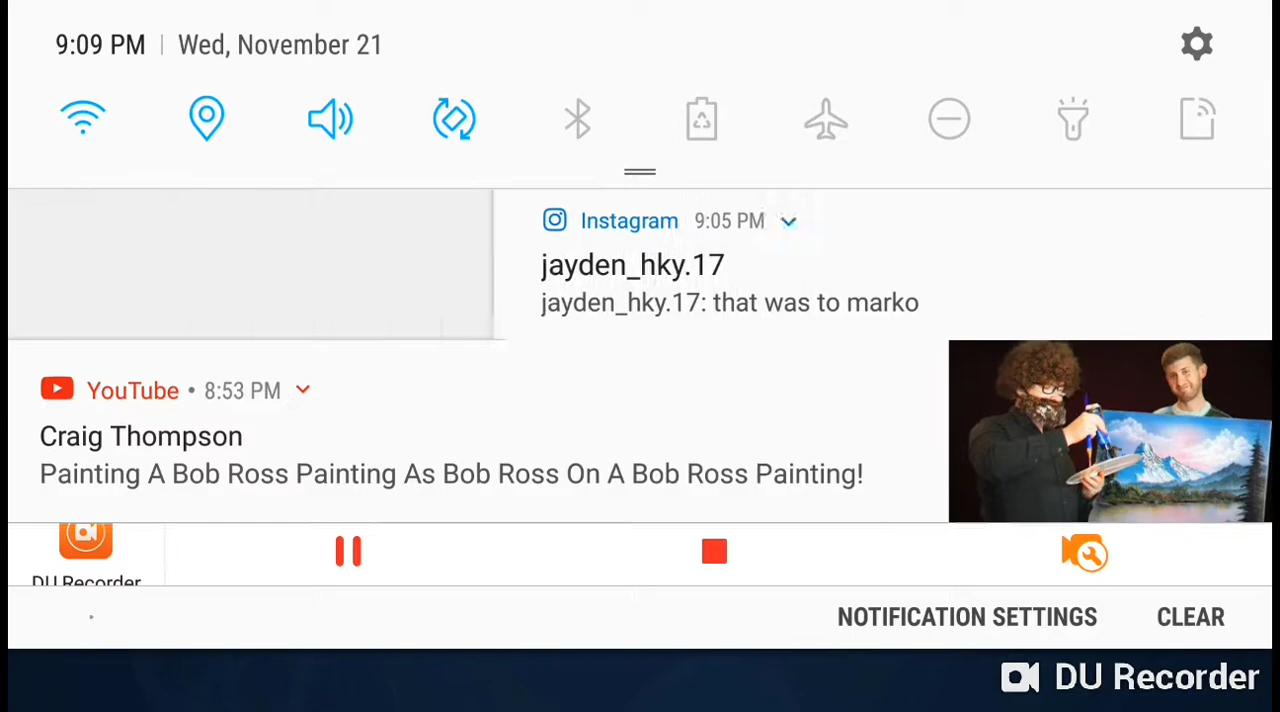 9:09 PM | Wed, November 21
Instagram 9:05 PM
jayden_hky.17
jayden_hky.17: that was to marko
YouTube • 8:53 PM
Craig Thompson
Painting A Bob Ross Painting As Bob Ross On A Bob Ross Painting!
DU Recorder
NOTIFICATION SETTINGS CLEAR
DU Recorder